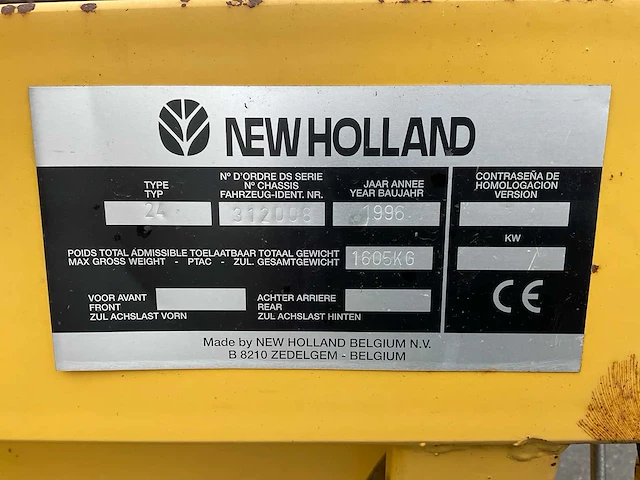 NEW HOLLAND
TYPE
TYP
24
Nº D'ORDRE DS SERIE
Nº CHASSIS
FAHRZEUG-IDENT. NR.
JAAR ANNEE
YEAR BAUJAHR
1996
CONTRASEÑA DE
HOMOLOGACION
VERSION
POIDS TOTAL ADMISSIBLE TOELAATBAAR TOTAAL GEWICHT
MAX GROSS WEIGHT - PTAC - ZUL. GESAMTGEWICHT
1605KG
KW
VOOR AVANT
FRONT
ZUL ACHSLAST VORN
ACHTER ARRIERE
REAR
ZUL ACHSLAST HINTEN
CE
Made by NEW HOLLAND BELGIUM N.V.
B 8210 ZEDELGEM - BELGIUM